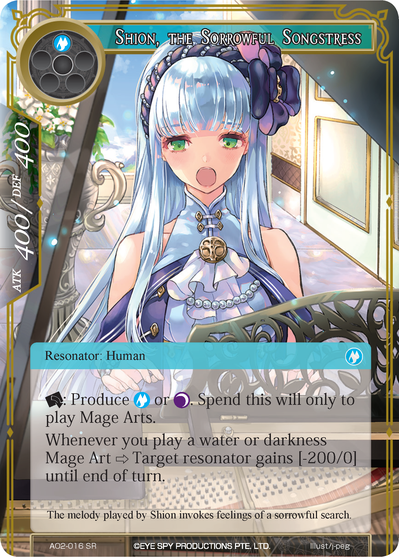 Shion, the Sorrowful Songstress
ATK 400/ DEF 400
Resonator: Human
: Produce or . Spend this will only to
play Mage Arts.
Whenever you play a water or darkness
Mage Art ⇨ Target resonator gains [-200/0]
until end of turn.
The melody played by Shion invokes feelings of a sorrowful search.
A02-016 SR
©EYE SPY PRODUCTIONS PTE. LTD.
Illust/j-peg